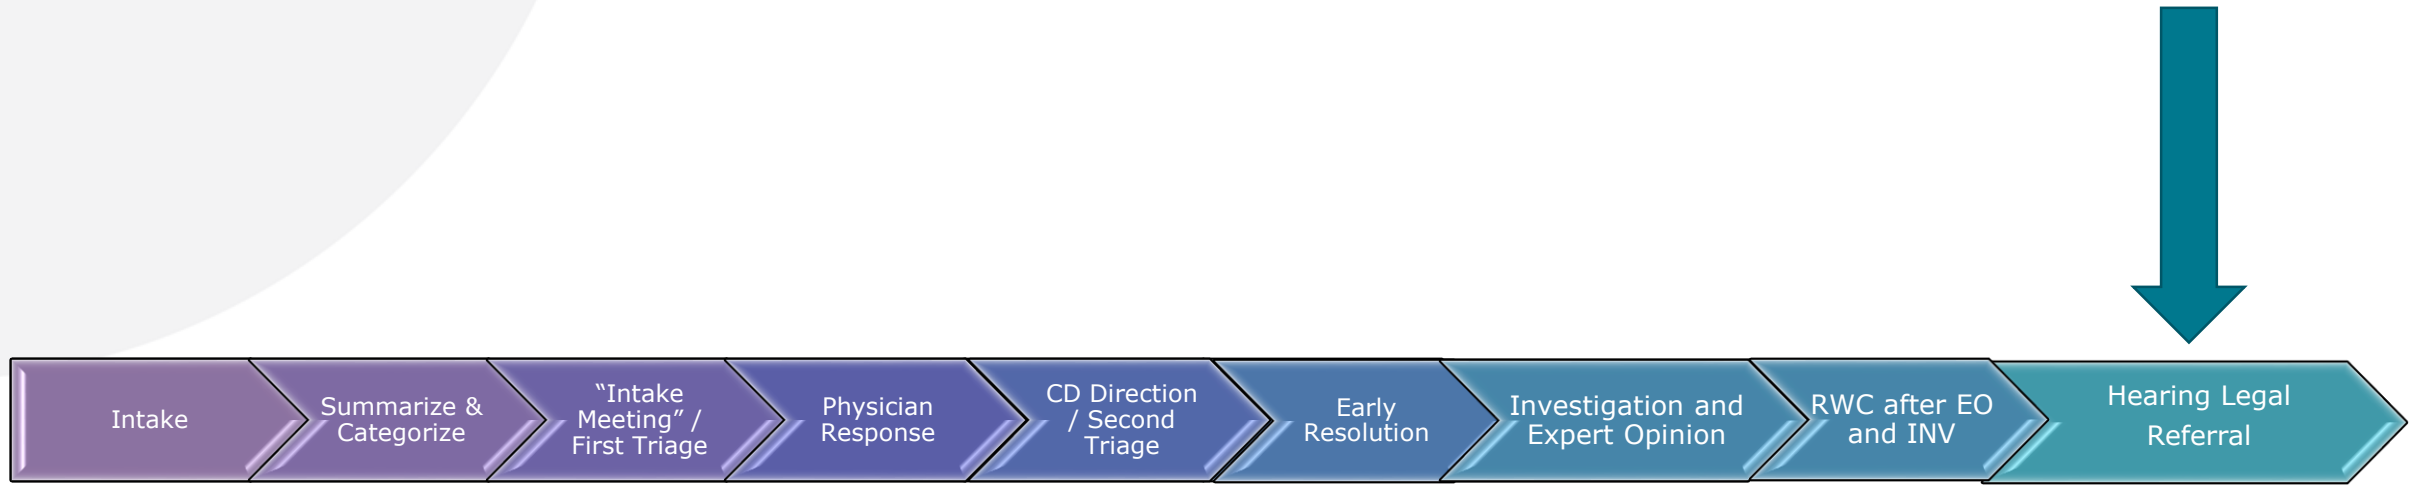 Intake
Summarize &
Categorize
“Intake
Meeting” /
First Triage
Physician
Response
CD Direction
/ Second
Triage
Early
Resolution
Investigation and
Expert Opinion
RWC after EO
and INV
Hearing Legal
Referral